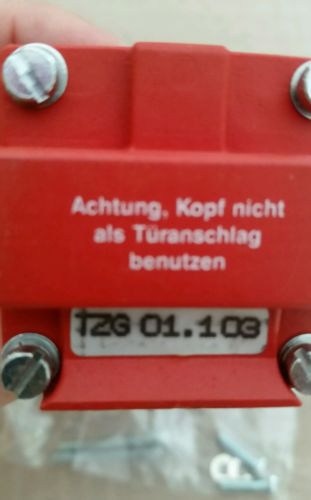 Achtung, Kopf nicht
als Türanschlag
benutzen
TZG 01.103